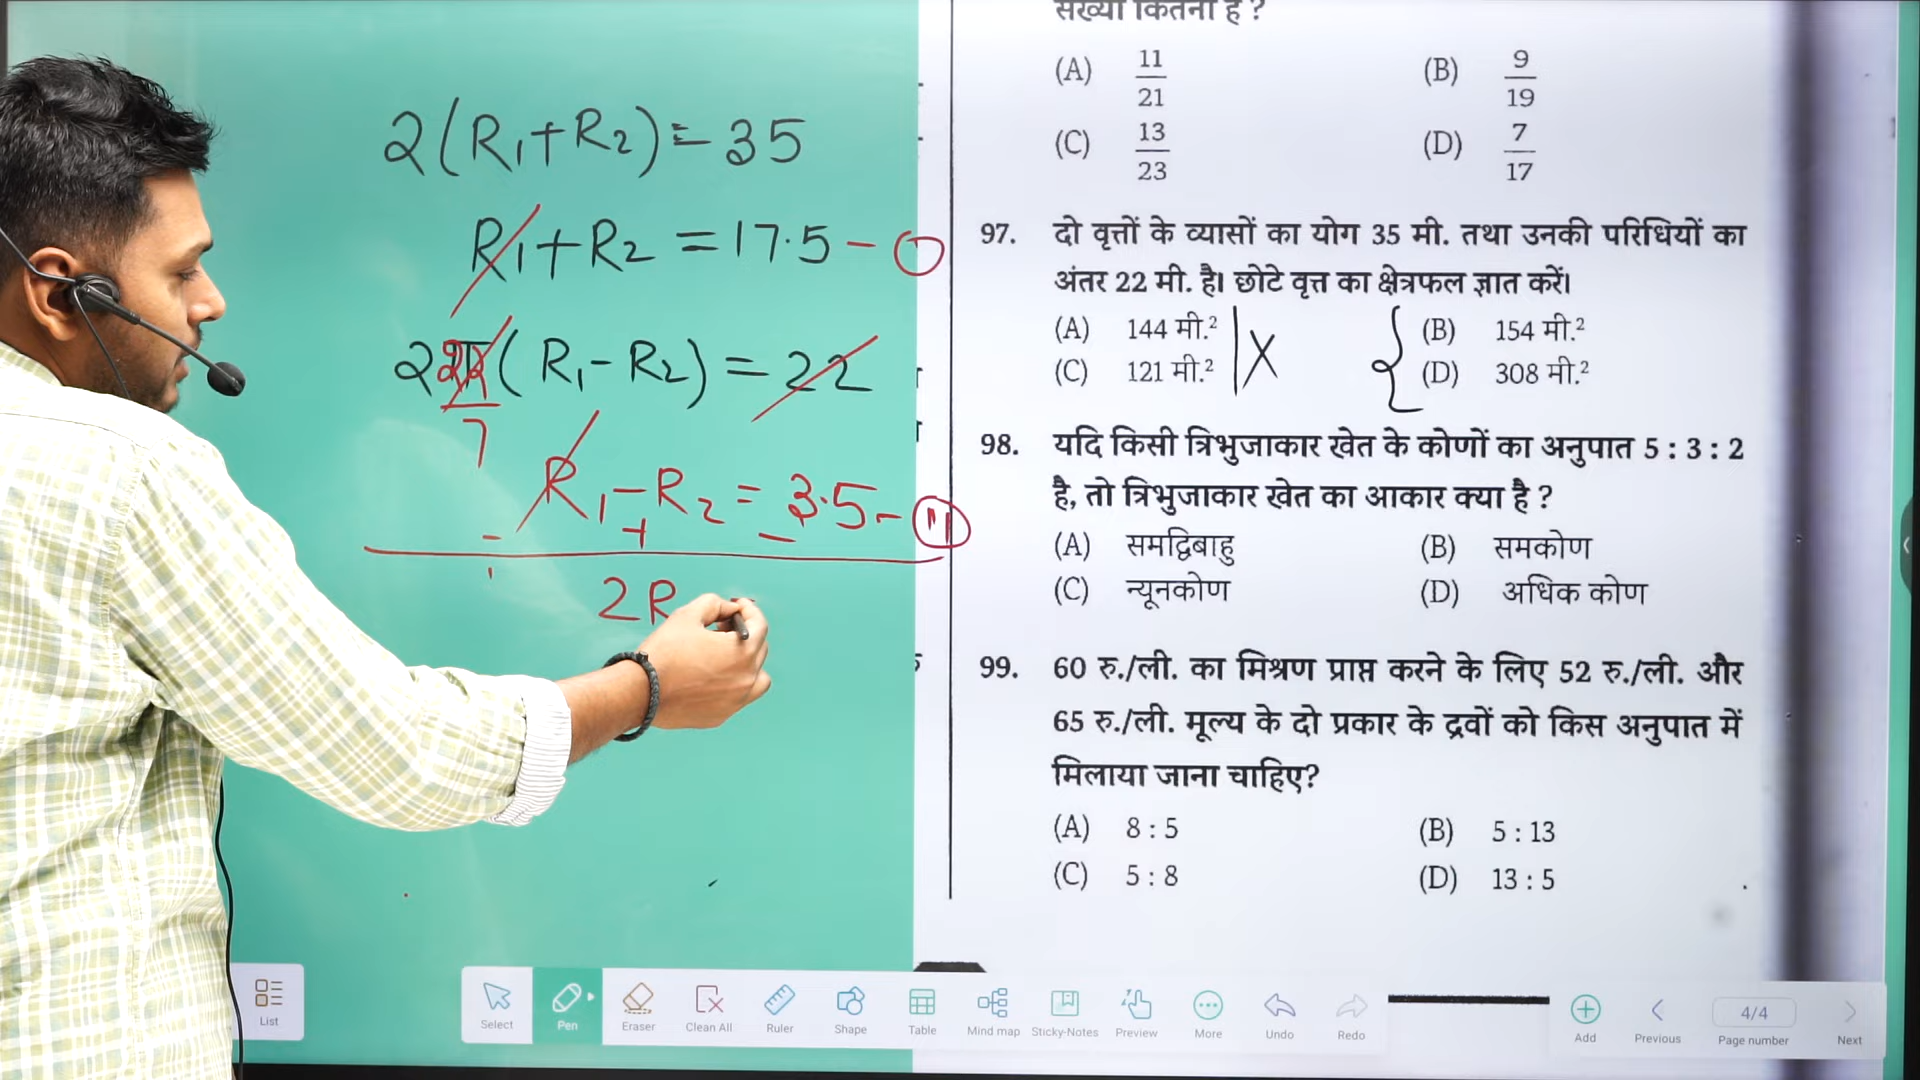 2(R₁+R₂)=35
R₁+R₂ =17.5-
2 (R₁-R₂) = 22
7
R₁-R₂ = 3.5- ॥
- + -
2R
संख्या कितनी है ?
(A) 11/21 (B) 9/19
(C) 13/23 (D) 7/17
97. दो वृत्तों के व्यासों का योग 35 मी. तथा उनकी परिधियों का
अंतर 22 मी. है। छोटे वृत्त का क्षेत्रफल ज्ञात करें।
(A) 144 मी.² (B) 154 मी.²
(C) 121 मी.² (D) 308 मी.²
98. यदि किसी त्रिभुजाकार खेत के कोणों का अनुपात 5 : 3 : 2
है, तो त्रिभुजाकार खेत का आकार क्या है ?
(A) समद्विबाहु (B) समकोण
(C) न्यूनकोण (D) अधिक कोण
99. 60 रु./ली. का मिश्रण प्राप्त करने के लिए 52 रु./ली. और
65 रु./ली. मूल्य के दो प्रकार के द्रवों को किस अनुपात में
मिलाया जाना चाहिए?
(A) 8 : 5 (B) 5 : 13
(C) 5 : 8 (D) 13 : 5
List Select Pen Eraser Clean All Ruler Shape Table Mind map Sticky-Notes Preview More Undo Redo Add Previous 4/4 Page number Next